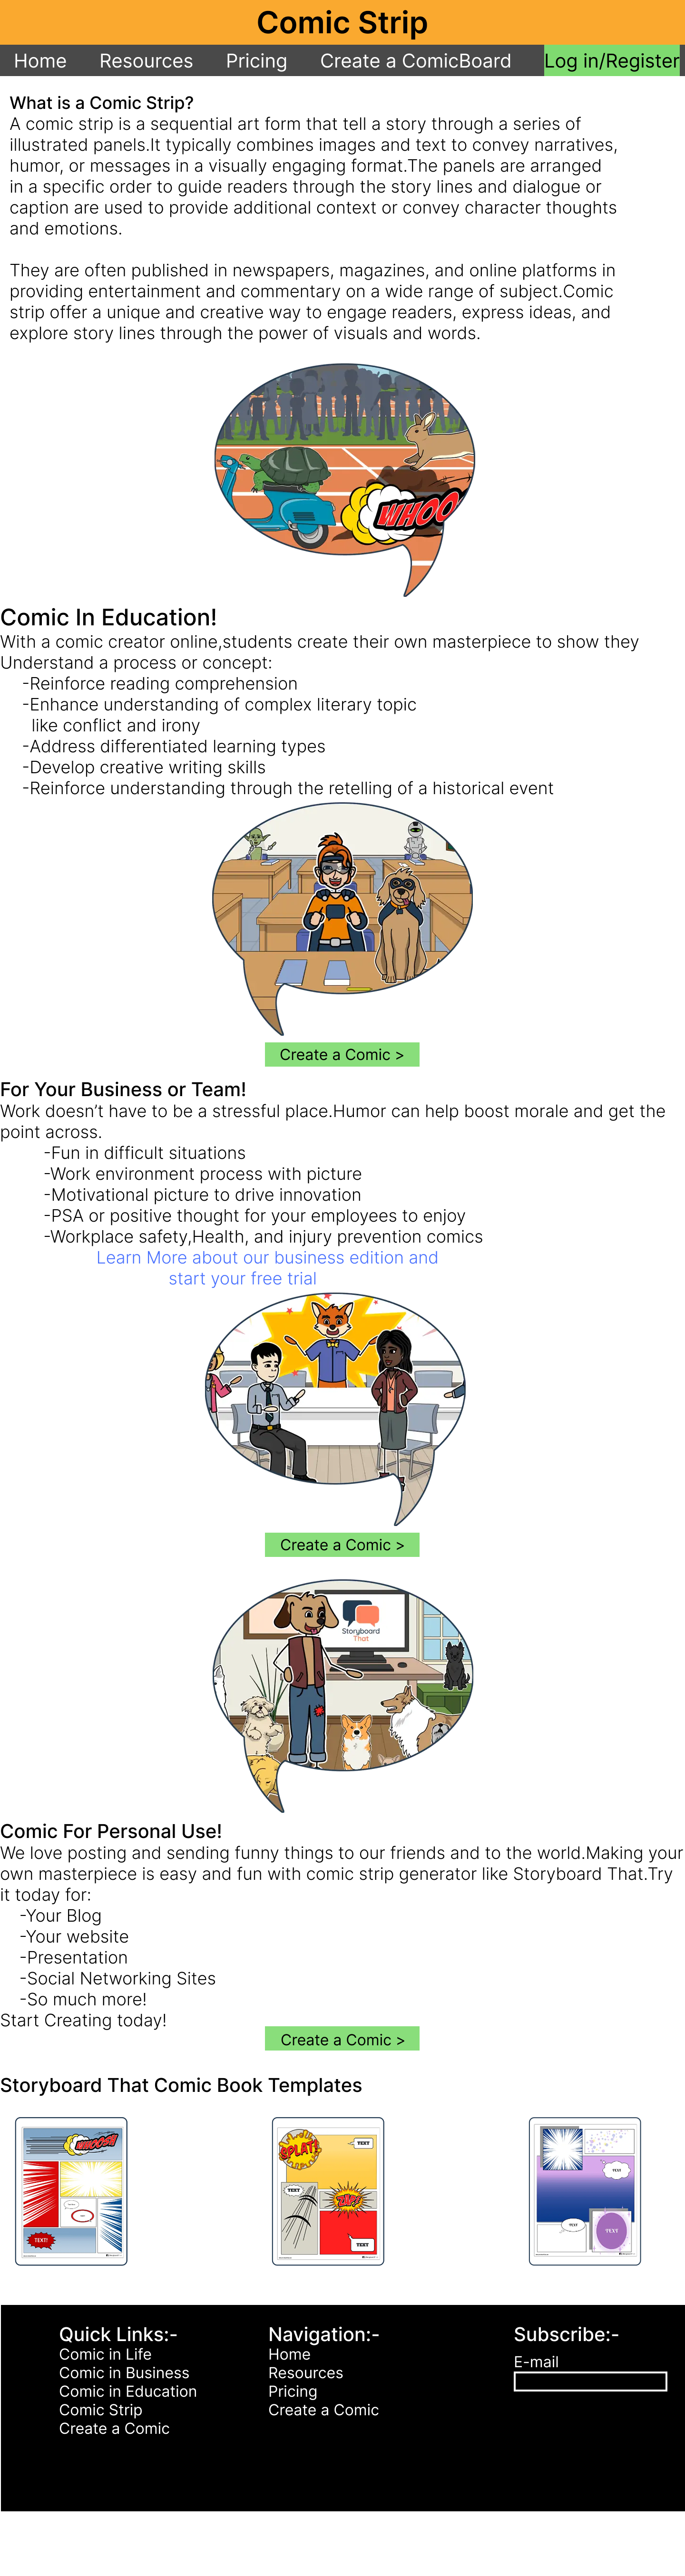 Comic Strip
Home Resources Pricing Create a ComicBoard Log in/Register
What is a Comic Strip?
A comic strip is a sequential art form that tell a story through a series of
illustrated panels.It typically combines images and text to convey narratives,
humor, or messages in a visually engaging format.The panels are arranged
in a specific order to guide readers through the story lines and dialogue or
caption are used to provide additional context or convey character thoughts
and emotions.
They are often published in newspapers, magazines, and online platforms in
providing entertainment and commentary on a wide range of subject.Comic
strip offer a unique and creative way to engage readers, express ideas, and
explore story lines through the power of visuals and words.
WHOO
Comic In Education!
With a comic creator online,students create their own masterpiece to show they
Understand a process or concept:
-Reinforce reading comprehension
-Enhance understanding of complex literary topic
like conflict and irony
-Address differentiated learning types
-Develop creative writing skills
-Reinforce understanding through the retelling of a historical event
Create a Comic >
For Your Business or Team!
Work doesn’t have to be a stressful place.Humor can help boost morale and get the
point across.
-Fun in difficult situations
-Work environment process with picture
-Motivational picture to drive innovation
-PSA or positive thought for your employees to enjoy
-Workplace safety,Health, and injury prevention comics
Learn More about our business edition and
start your free trial
Create a Comic >
Storyboard
That
Comic For Personal Use!
We love posting and sending funny things to our friends and to the world.Making your
own masterpiece is easy and fun with comic strip generator like Storyboard That.Try
it today for:
-Your Blog
-Your website
-Presentation
-Social Networking Sites
-So much more!
Start Creating today!
Create a Comic >
Storyboard That Comic Book Templates
WHOOSH
TEXT!
SPLAT!
TEXT
TEXT
ZAP!
TEXT
TEXT
TEXT
TEXT
Quick Links:-
Comic in Life
Comic in Business
Comic in Education
Comic Strip
Create a Comic
Navigation:-
Home
Resources
Pricing
Create a Comic
Subscribe:-
E-mail